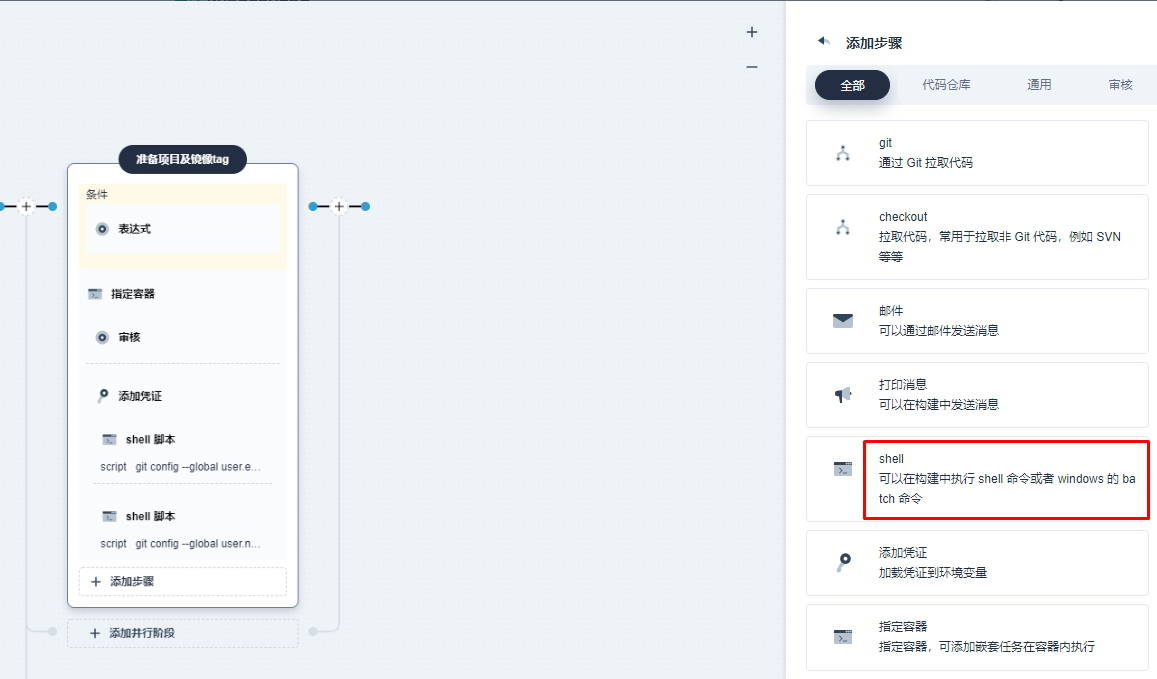 准备项目及镜像tag
条件
表达式
指定容器
审核
添加凭证
shell 脚本
script git config --global user.e...
shell 脚本
script git config --global user.n...
+ 添加步骤
+ 添加并行阶段
添加步骤
全部 代码仓库 通用 审核
git
通过 Git 拉取代码
checkout
拉取代码，常用于拉取非 Git 代码，例如 SVN
等等
邮件
可以通过邮件发送消息
打印消息
可以在构建中发送消息
shell
可以在构建中执行 shell 命令或者 windows 的 ba
tch 命令
添加凭证
加载凭证到环境变量
指定容器
指定容器，可添加嵌套任务在容器内执行